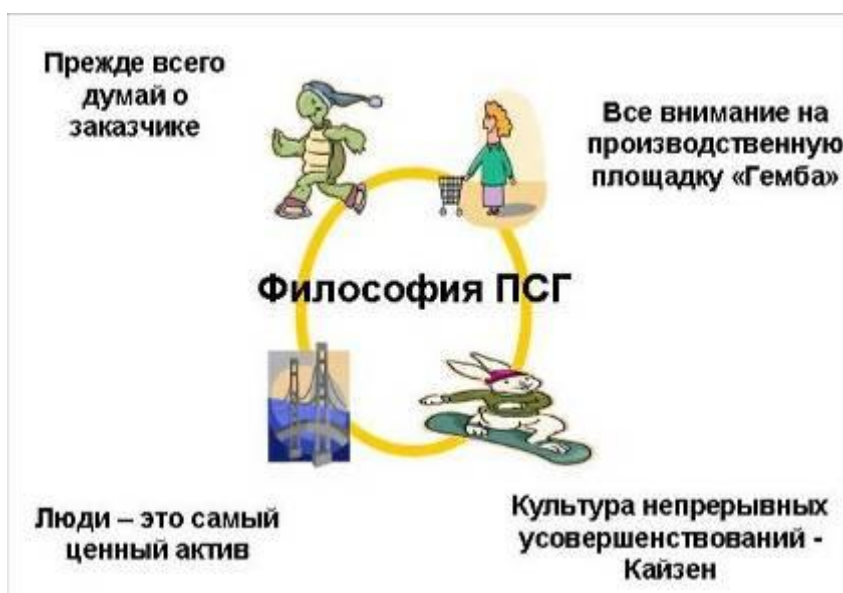 Прежде всего
думай о
заказчике
Все внимание на
производственную
площадку «Гемба»
Философия ПСГ
Люди – это самый
ценный актив
Культура непрерывных
усовершенствований -
Кайзен